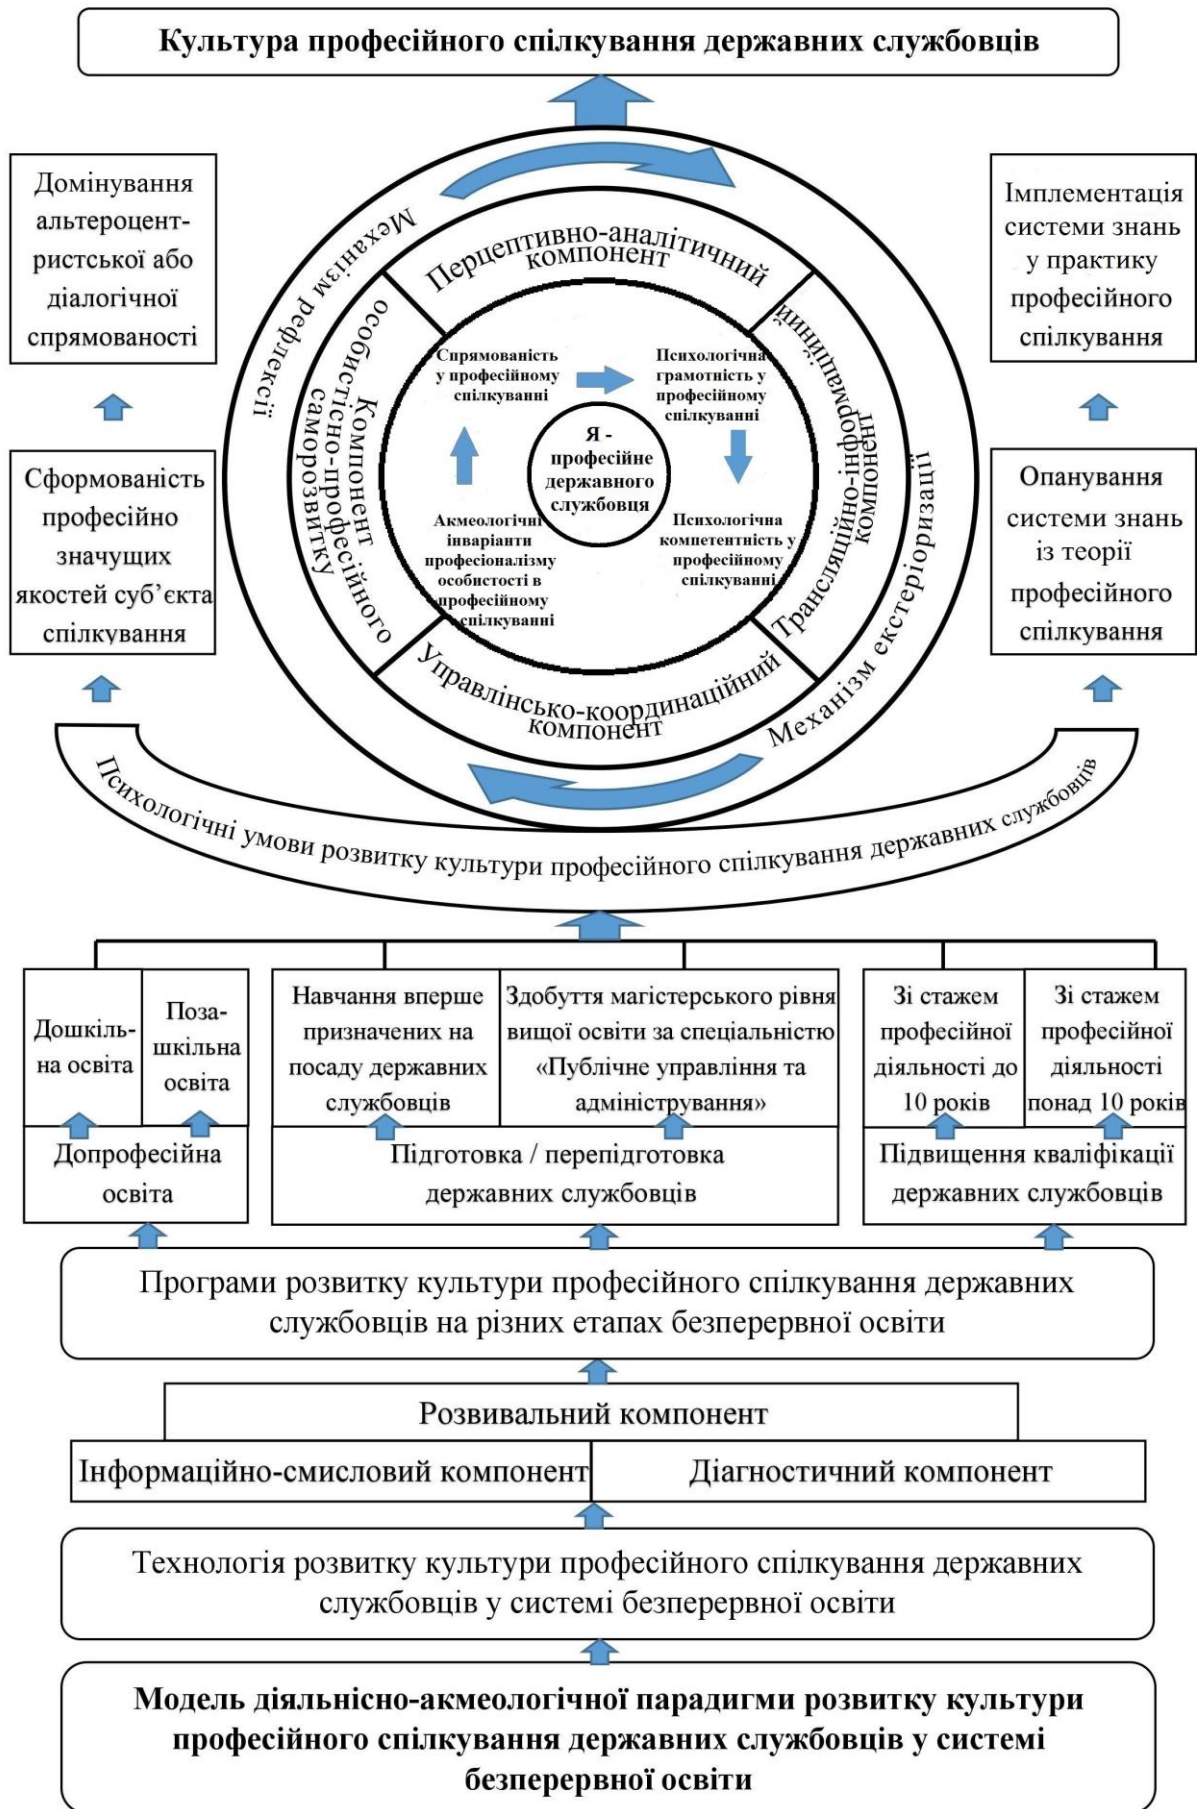 Культура професійного спілкування державних службовців
Домінування
альтероцент-
ристської або
діалогічної
спрямованості
Сформованість
професійно
значущих
якостей суб’єкта
спілкування
Механізм рефлексії
Перцептивно-аналітичний
компонент
Трансляційно-інформаційний
компонент
Управлінсько-координаційний
компонент
Компонент
особистісно-професійного
саморозвитку
Механізм екстеріоризації
Спрямованість
у професійному
спілкуванні
Психологічна
грамотність у
професійному
спілкуванні
Я -
професійне
державного
службовця
Акмеологічні
інваріанти
професіоналізму
особистості в
професійному
спілкуванні
Психологічна
компетентність у
професійному
спілкуванні
Імплементація
системи знань
у практику
професійного
спілкування
Опанування
системи знань
із теорії
професійного
спілкування
Психологічні умови розвитку культури професійного спілкування державних службовців
Дошкіль-
на освіта
Поза-
шкільна
освіта
Допрофесійна
освіта
Навчання вперше
призначених на
посаду державних
службовців
Здобуття магістерського рівня
вищої освіти за спеціальністю
«Публічне управління та
адміністрування»
Підготовка / перепідготовка
державних службовців
Зі стажем
професійної
діяльності до
10 років
Зі стажем
професійної
діяльності
понад 10 років
Підвищення кваліфікації
державних службовців
Програми розвитку культури професійного спілкування державних
службовців на різних етапах безперервної освіти
Розвивальний компонент
Інформаційно-смисловий компонент
Діагностичний компонент
Технологія розвитку культури професійного спілкування державних
службовців у системі безперервної освіти
Модель діяльнісно-акмеологічної парадигми розвитку культури
професійного спілкування державних службовців у системі
безперервної освіти